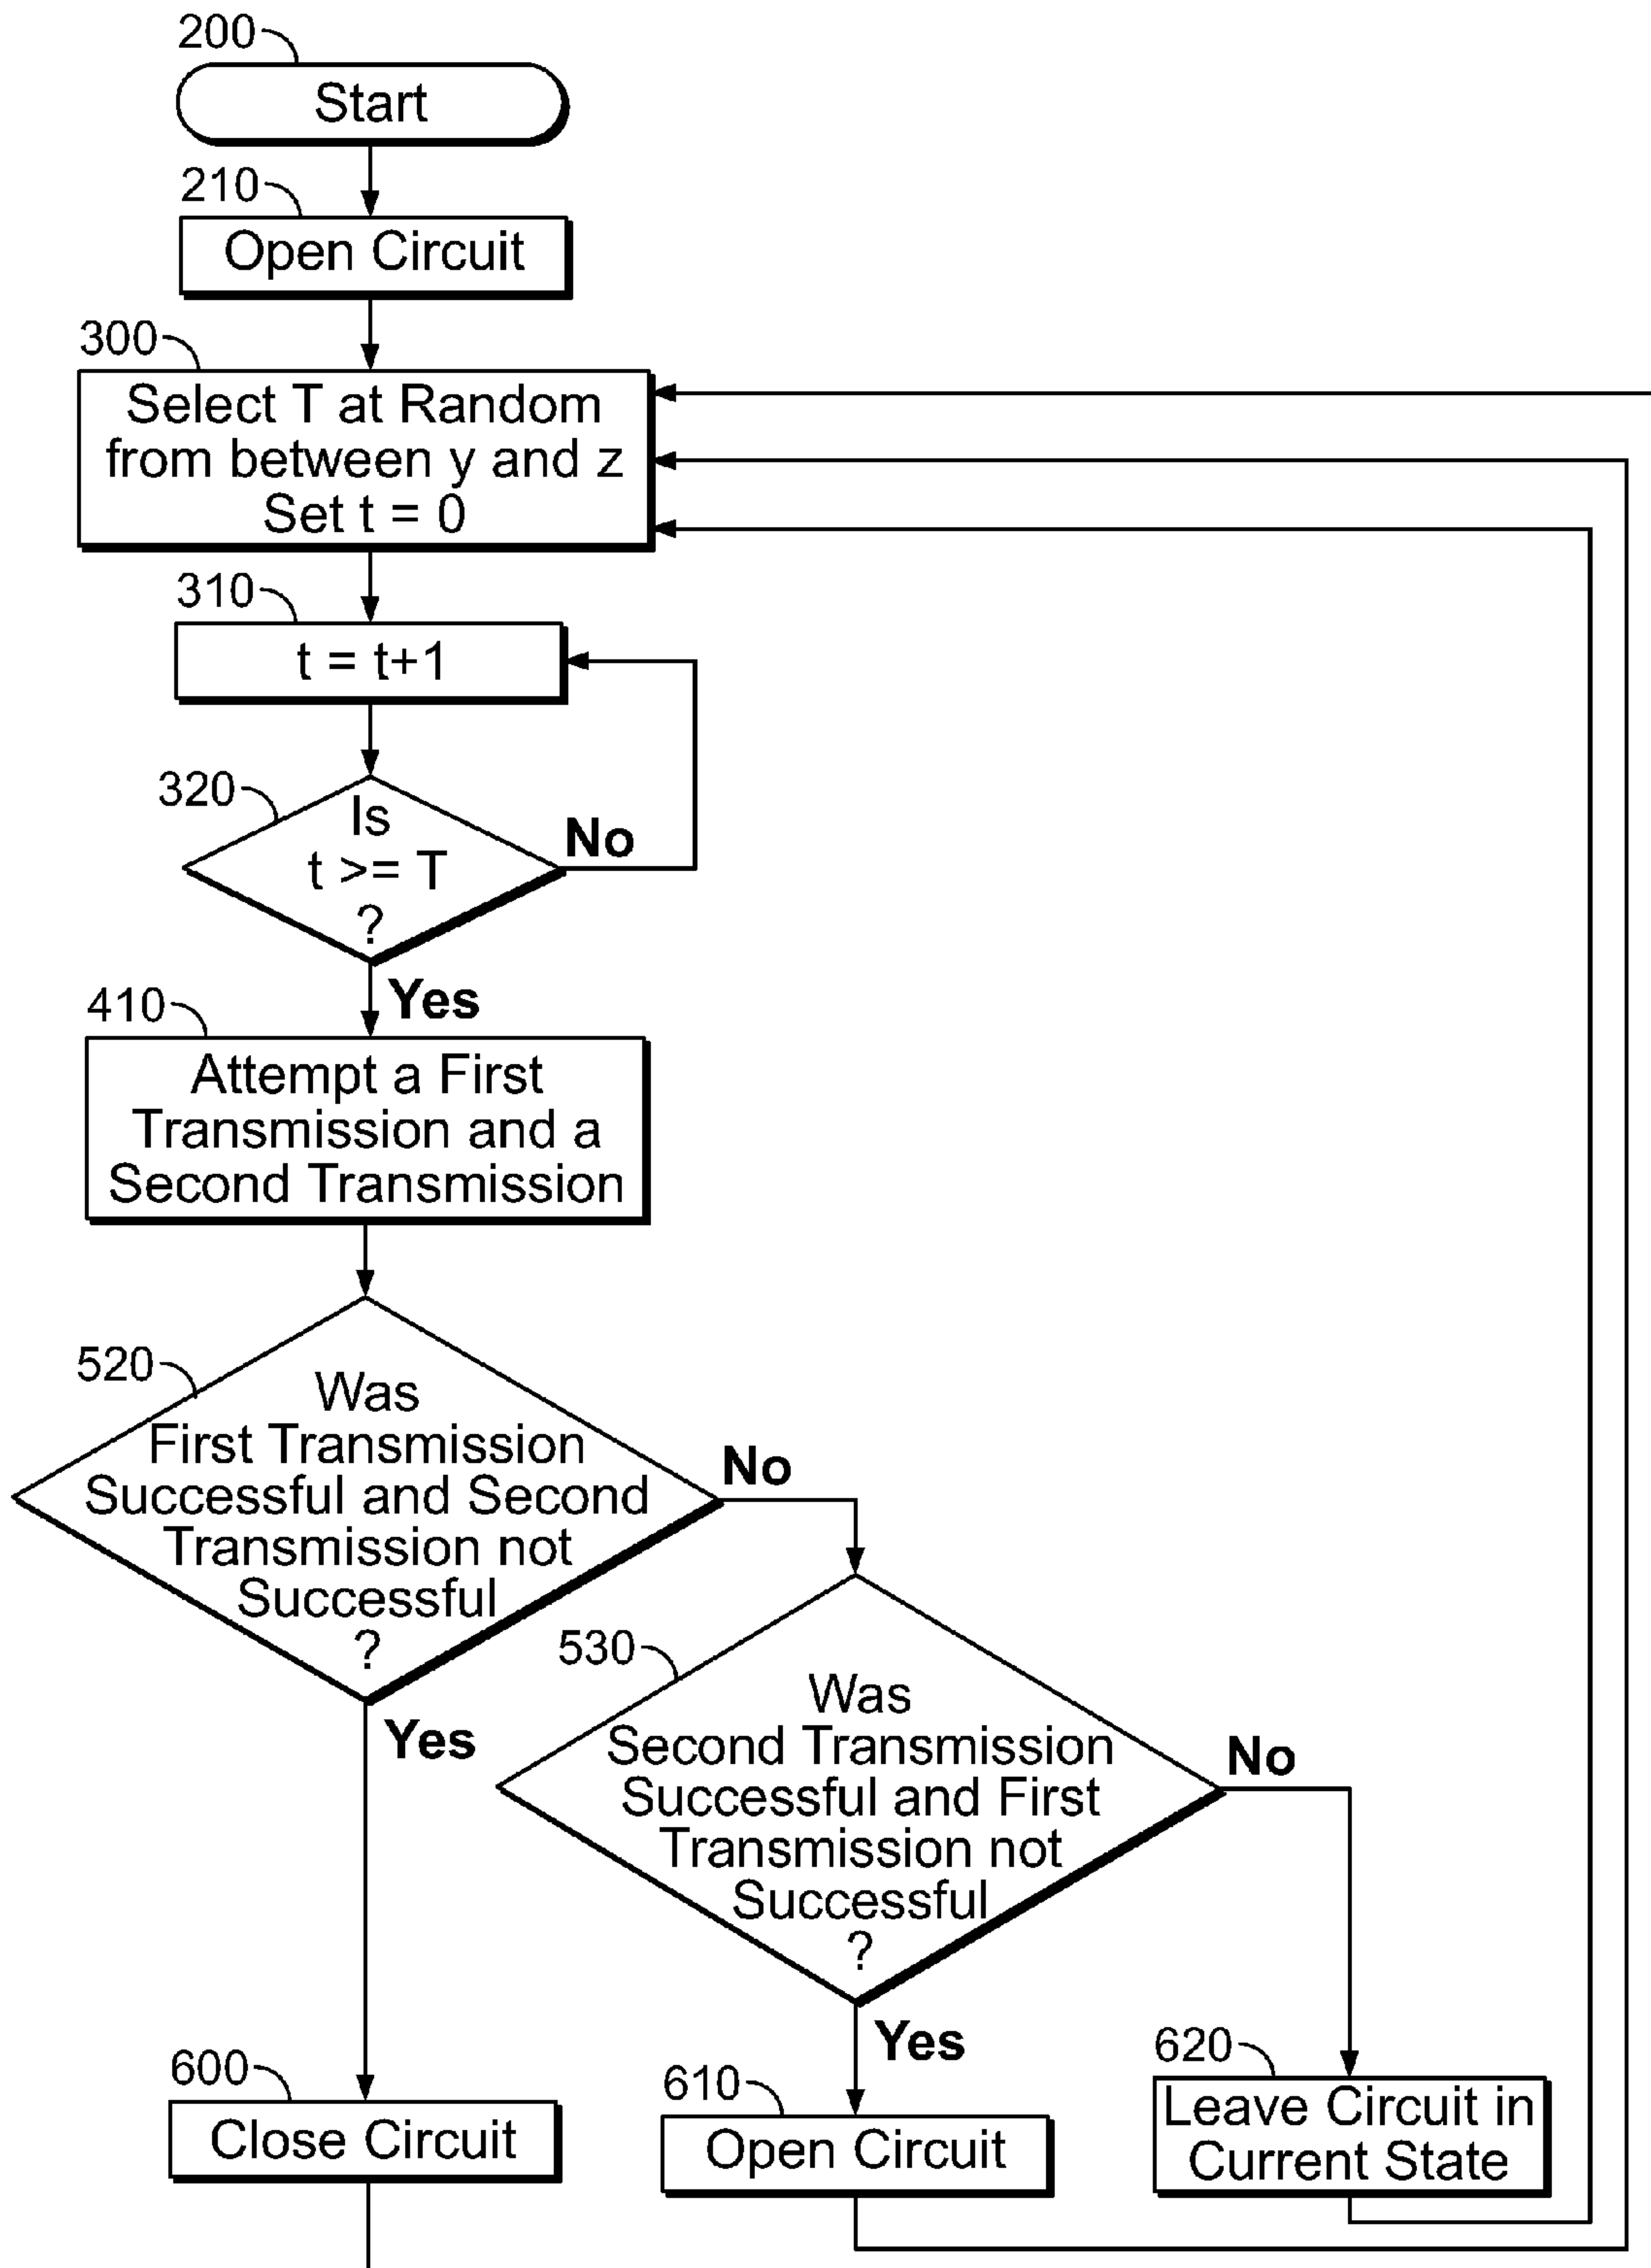 200
Start
210
Open Circuit
300
Select T at Random
from between y and z
Set t = 0
310
t = t+1
320
Is
t >= T
?
No
Yes
410
Attempt a First
Transmission and a
Second Transmission
520
Was
First Transmission
Successful and Second
Transmission not
Successful
?
No
Yes
530
Was
Second Transmission
Successful and First
Transmission not
Successful
?
No
Yes
600
Close Circuit
610
Open Circuit
620
Leave Circuit in
Current State